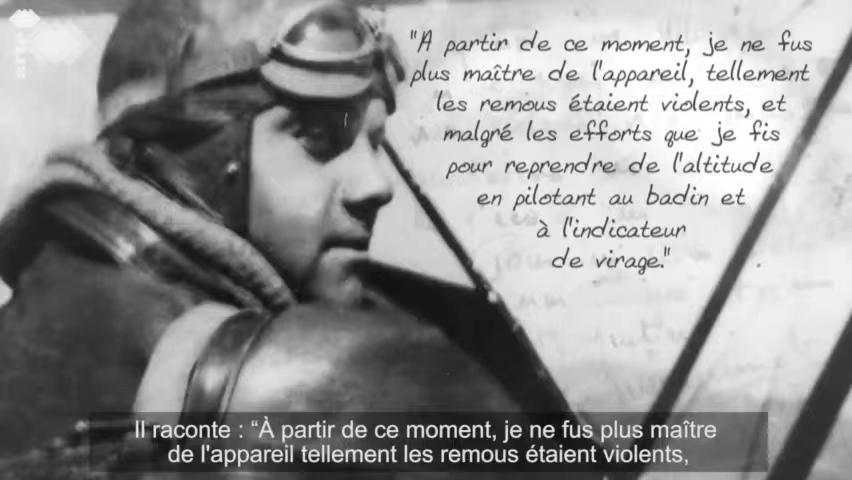 arte
"A partir de ce moment, je ne fus
plus maître de l'appareil, tellement
les remous étaient violents, et
malgré les efforts que je fis
pour reprendre de l'altitude
en pilotant au badin et
à l'indicateur
de virage."
Il raconte : “À partir de ce moment, je ne fus plus maître
de l'appareil tellement les remous étaient violents,